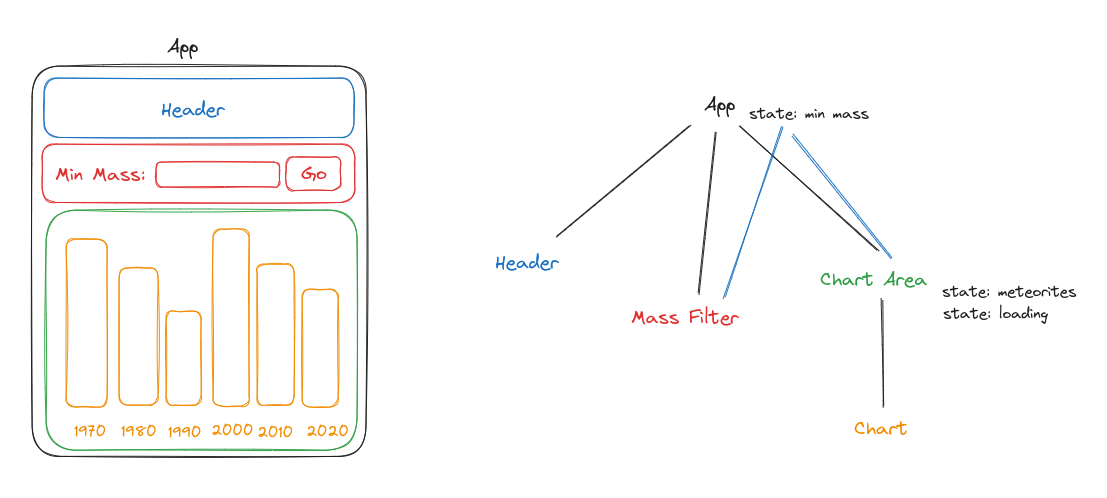 App
Header
Min Mass: Go
1970 1980 1990 2000 2010 2020
App state: min mass
Header
Mass Filter
Chart Area
state: meteorites
state: loading
Chart